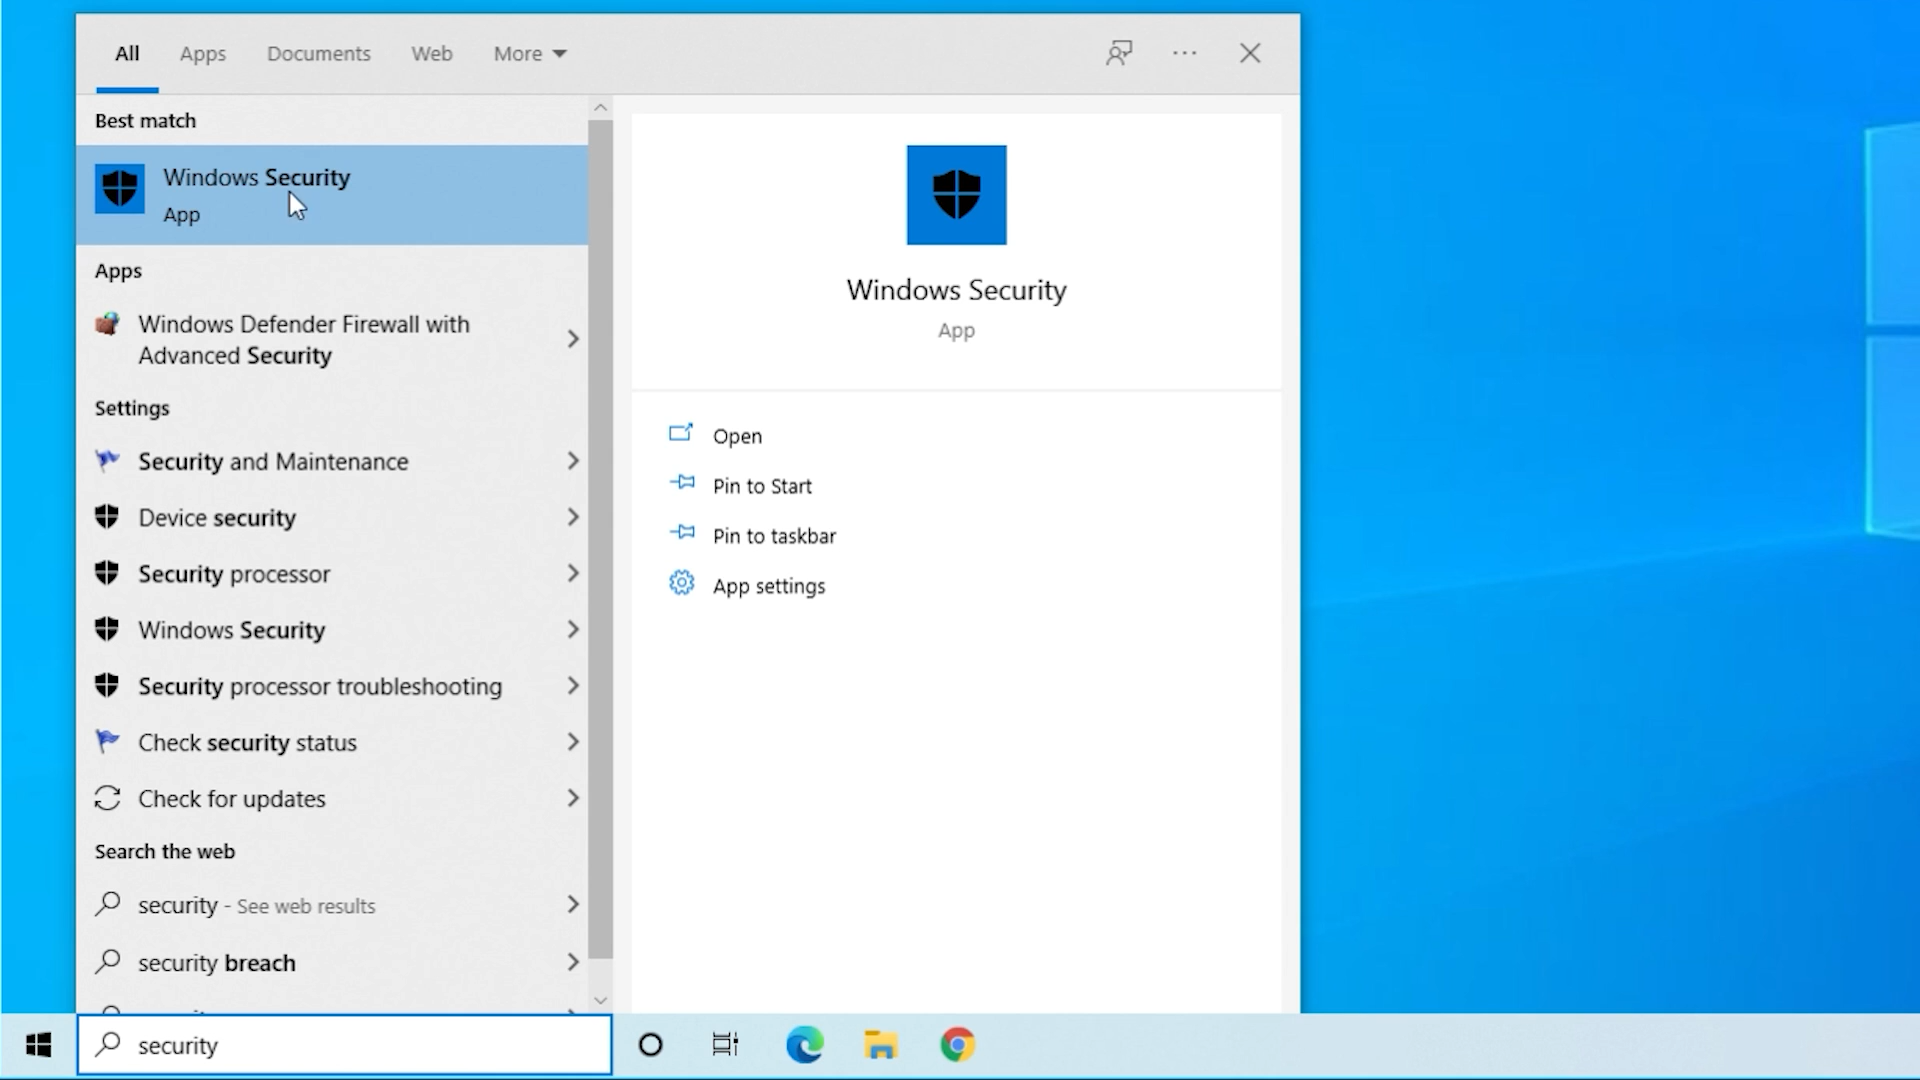 All Apps Documents Web More
Best match
Windows Security
App
Apps
Windows Defender Firewall with
Advanced Security
Settings
Security and Maintenance
Device security
Security processor
Windows Security
Security processor troubleshooting
Check security status
Check for updates
Search the web
security - See web results
security breach
Windows Security
App
Open
Pin to Start
Pin to taskbar
App settings
security